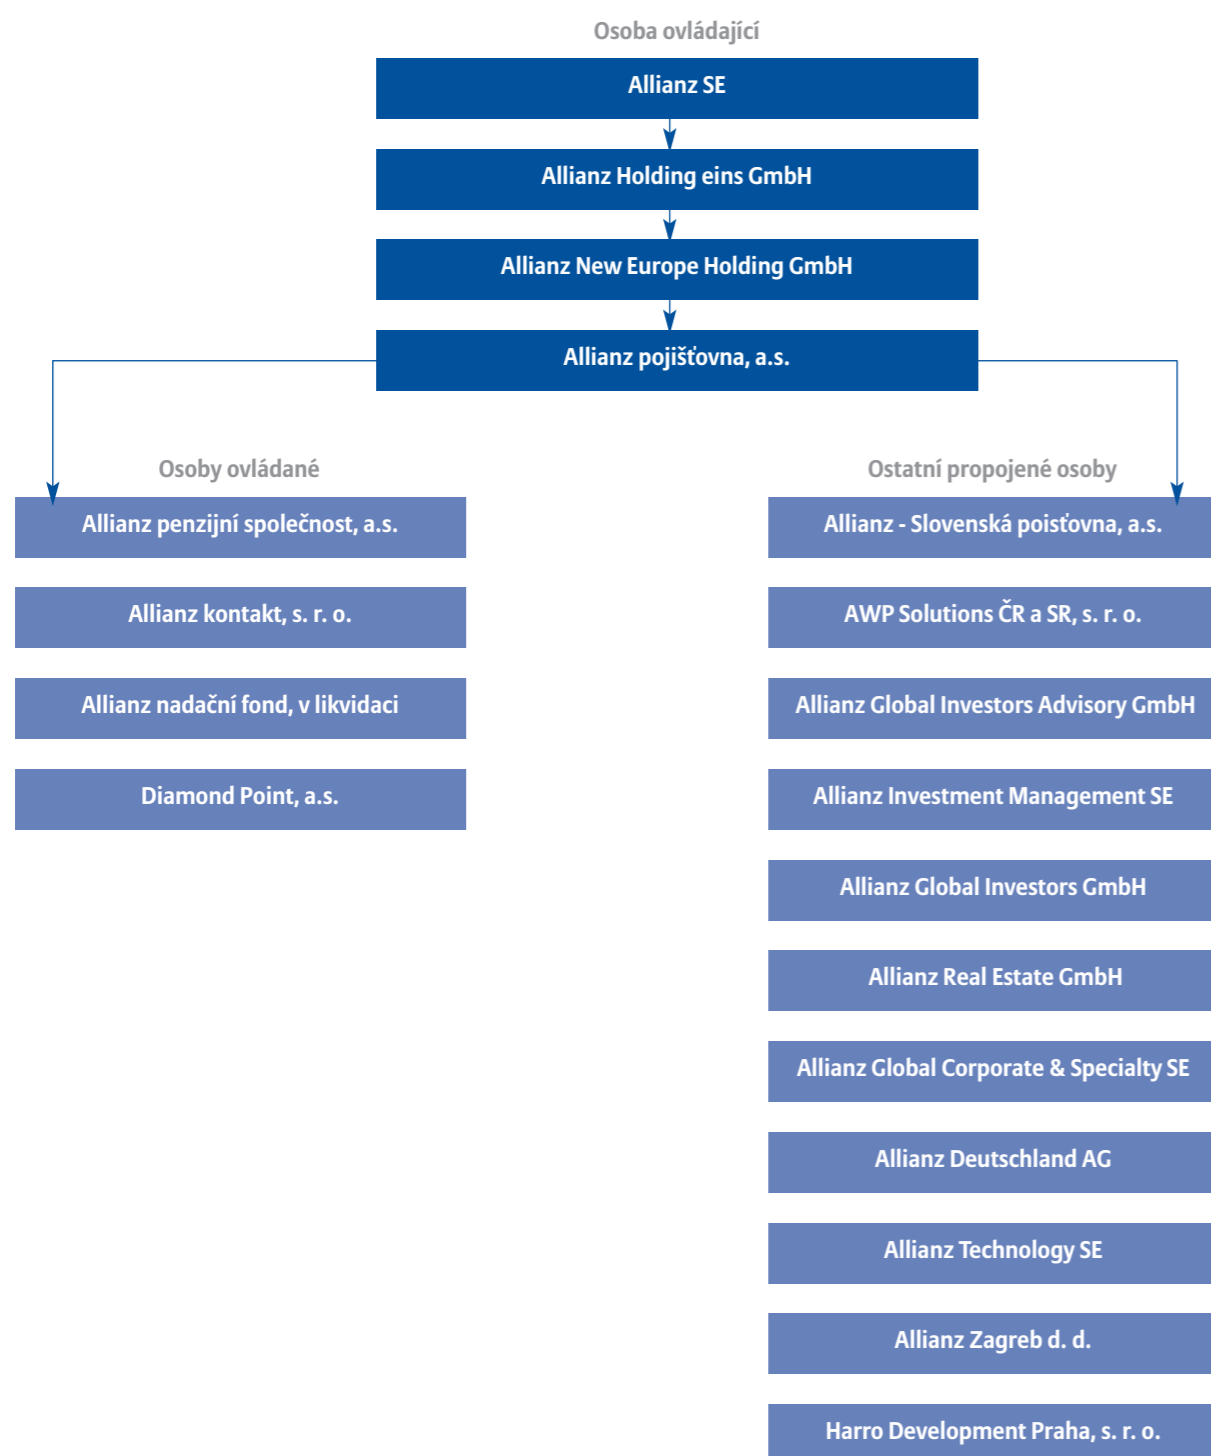 Osoba ovládající
Allianz SE
Allianz Holding eins GmbH
Allianz New Europe Holding GmbH
Allianz pojišťovna, a.s.
Osoby ovládané
Allianz penzijní společnost, a.s.
Allianz kontakt, s. r. o.
Allianz nadační fond, v likvidaci
Diamond Point, a.s.
Ostatní propojené osoby
Allianz - Slovenská poisťovna, a.s.
AWP Solutions ČR a SR, s. r. o.
Allianz Global Investors Advisory GmbH
Allianz Investment Management SE
Allianz Global Investors GmbH
Allianz Real Estate GmbH
Allianz Global Corporate & Specialty SE
Allianz Deutschland AG
Allianz Technology SE
Allianz Zagreb d. d.
Harro Development Praha, s. r. o.